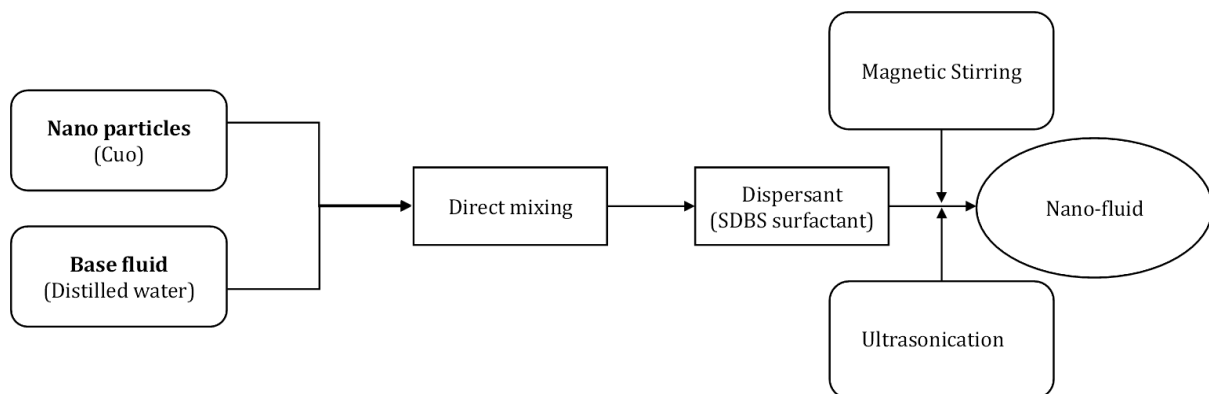 Nano particles
(Cuo)
Base fluid
(Distilled water)
Direct mixing
Dispersant
(SDBS surfactant)
Magnetic Stirring
Ultrasonication
Nano-fluid